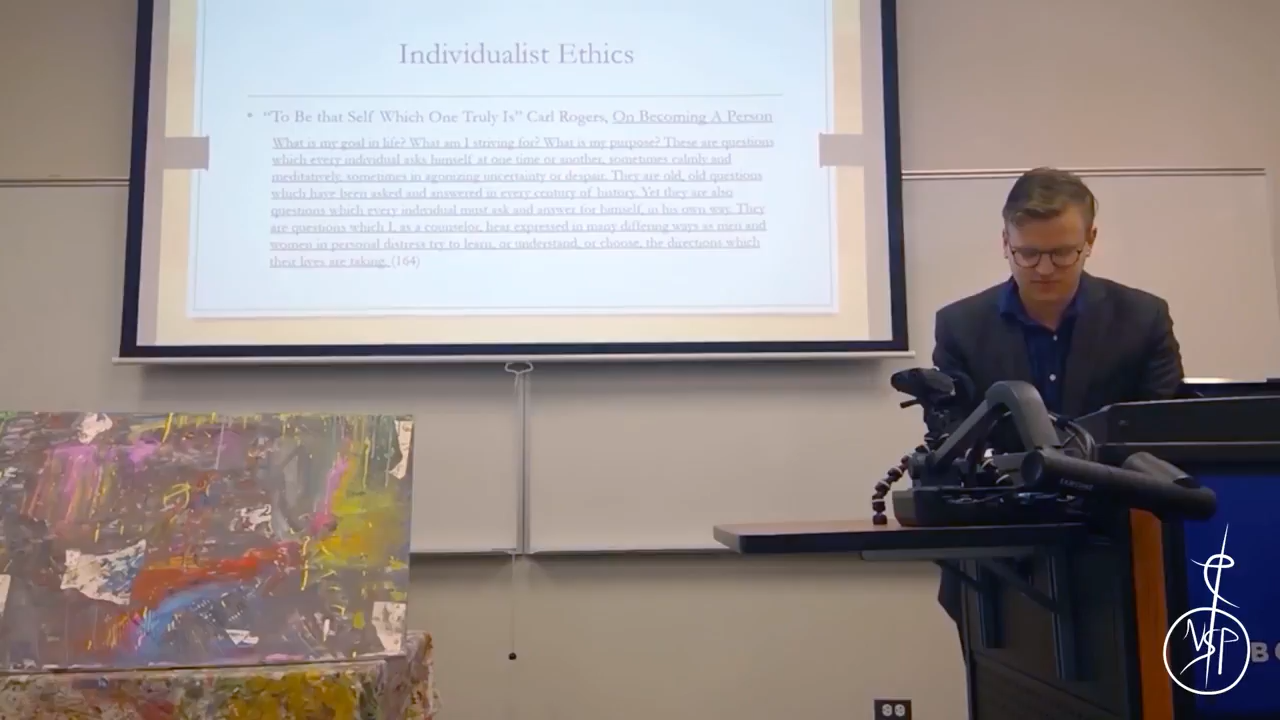 Individualist Ethics
• "To Be that Self Which One Truly Is" Carl Rogers, On Becoming A Person
What is my goal in life? What am I striving for? What is my purpose? These are questions
which every individual asks himself at one time or another, sometimes calmly and
meditatively, sometimes in agonizing uncertainty or despair. They are old, old questions
which have been asked and answered in every century of history. Yet they are also
questions which every individual must ask and answer for himself, in his own way. They
are questions which I, as a counselor, hear expressed in many differing ways as men and
women in personal distress try to learn, or understand, or choose, the directions which
their lives are taking. (164)
NSP
B